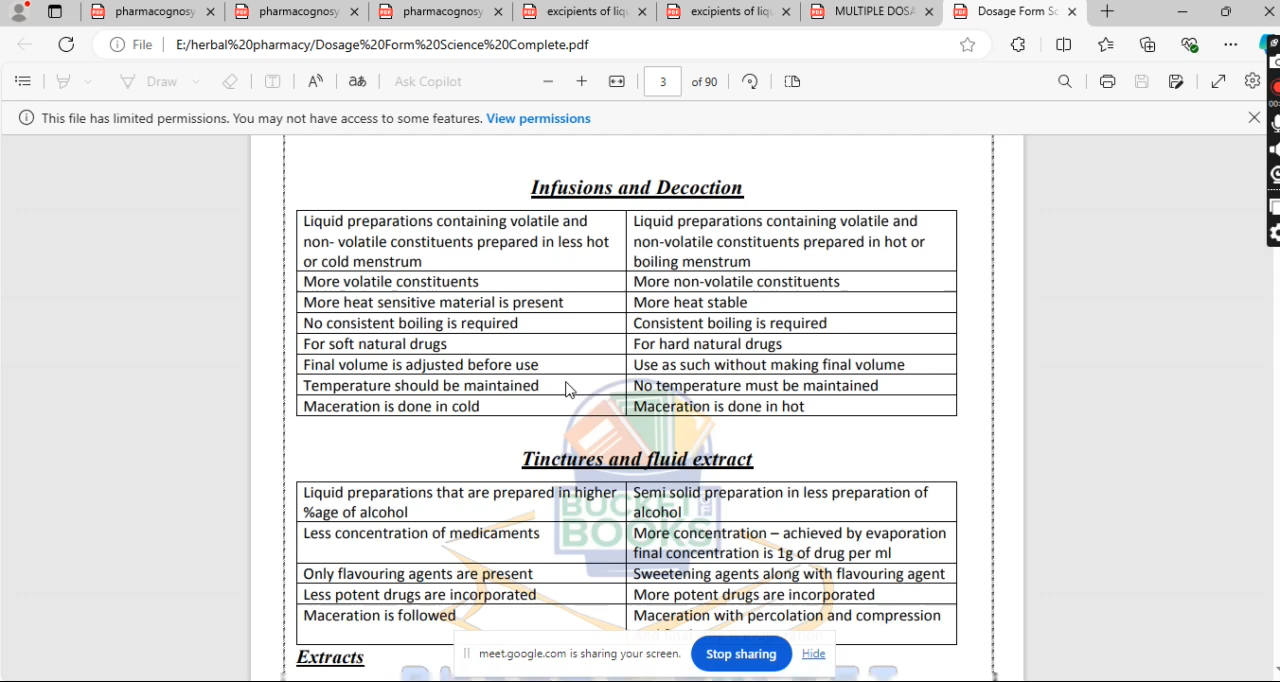 pharmacognosy
pharmacognosy
pharmacognosy
excipients of liq
excipients of liq
MULTIPLE DOSA
Dosage Form Sc
File
E:/herbal%20pharmacy/Dosage%20Form%20Science%20Complete.pdf
Draw
aあ
Ask Copilot
3
of 90
This file has limited permissions. You may not have access to some features. View permissions
Infusions and Decoction
Liquid preparations containing volatile and
non- volatile constituents prepared in less hot
or cold menstrum
Liquid preparations containing volatile and
non-volatile constituents prepared in hot or
boiling menstrum
More volatile constituents
More non-volatile constituents
More heat sensitive material is present
More heat stable
No consistent boiling is required
Consistent boiling is required
For soft natural drugs
For hard natural drugs
Final volume is adjusted before use
Use as such without making final volume
Temperature should be maintained
No temperature must be maintained
Maceration is done in cold
Maceration is done in hot
Tinctures and fluid extract
Liquid preparations that are prepared in higher
%age of alcohol
Semi solid preparation in less preparation of
alcohol
Less concentration of medicaments
More concentration – achieved by evaporation
final concentration is 1g of drug per ml
Only flavouring agents are present
Sweetening agents along with flavouring agent
Less potent drugs are incorporated
More potent drugs are incorporated
Maceration is followed
Maceration with percolation and compression
BUCKET
BOOKS
meet.google.com is sharing your screen.
Stop sharing
Hide
Extracts